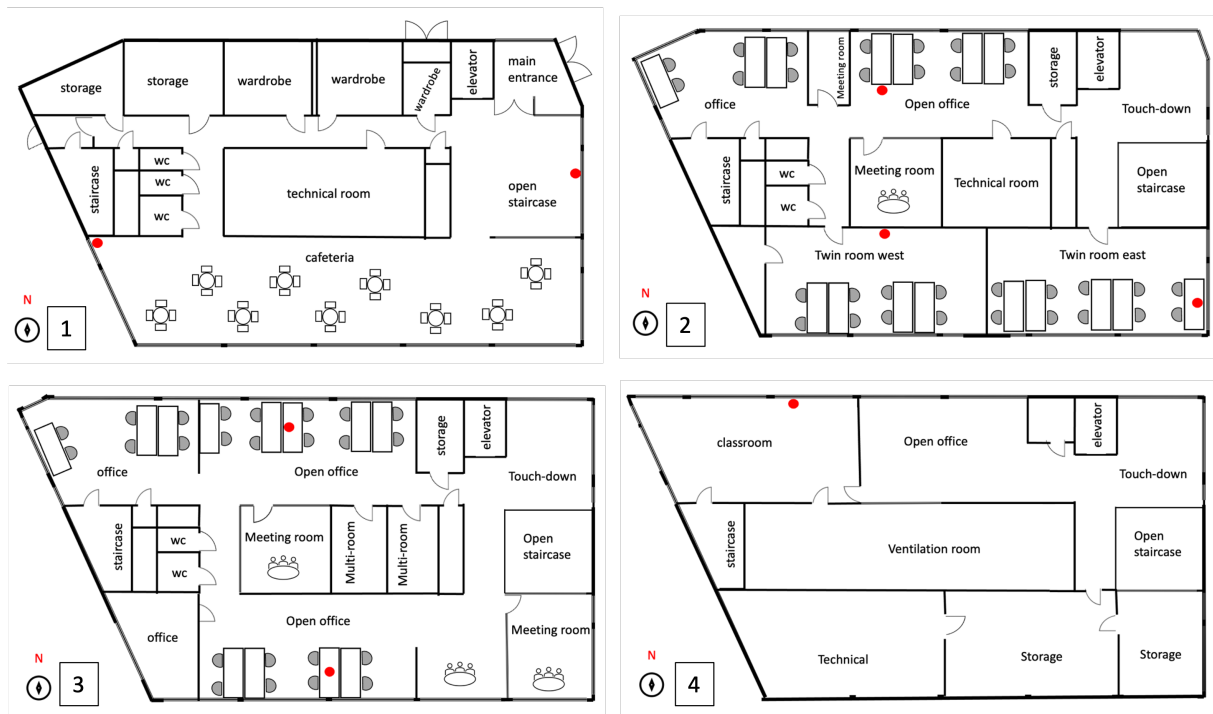 storage
storage
wardrobe
wardrobe
wardrobe
elevator
main
entrance
wc
wc
wc
staircase
technical room
open
staircase
cafeteria
N
1
office
Meeting room
Open office
storage
elevator
Touch-down
staircase
wc
wc
Meeting room
Technical room
Open
staircase
Twin room west
Twin room east
N
2
office
Open office
storage
elevator
Touch-down
staircase
wc
wc
Meeting room
Multi-room
Multi-room
Open
staircase
office
Open office
Meeting room
N
3
classroom
Open office
elevator
Touch-down
staircase
Ventilation room
Open
staircase
Technical
Storage
Storage
N
4